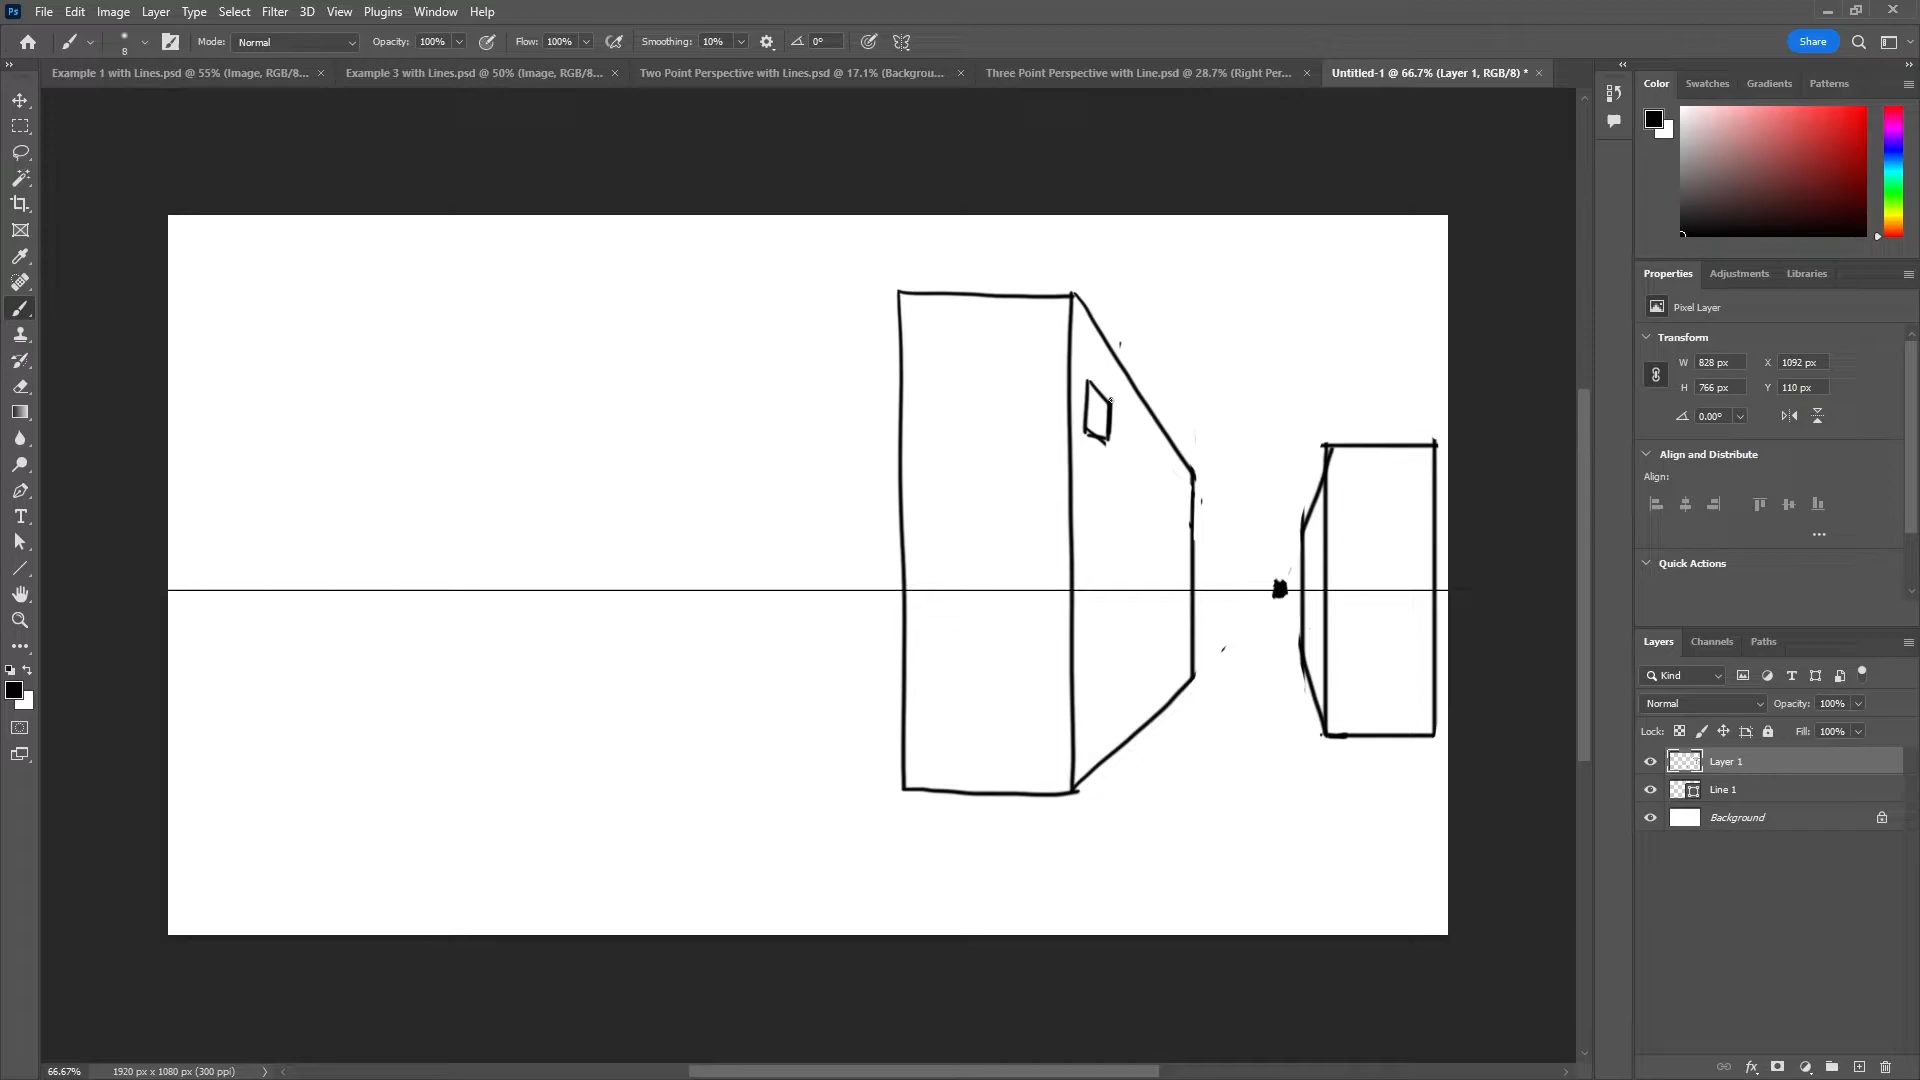 Ps File Edit Image Layer Type Select Filter 3D View Plugins Window Help
8 Mode: Normal Opacity: 100% Flow: 100% Smoothing: 10% 0° Share
Example 1 with Lines.psd @ 55% (Image, RGB/8... × Example 3 with Lines.psd @ 50% (Image, RGB/8... × Two Point Perspective with Lines.psd @ 17.1% (Backgrou... × Three Point Perspective with Line.psd @ 28.7% (Right Per... × Untitled-1 @ 66.7% (Layer 1, RGB/8) * ×
Color Swatches Gradients Patterns
Properties Adjustments Libraries
Pixel Layer
Transform
W 828 px X 1092 px
H 766 px Y 110 px
0.00°
Align and Distribute
Align:
Quick Actions
Layers Channels Paths
Kind
Normal Opacity: 100%
Lock: Fill: 100%
Layer 1
Line 1
Background
66.67% 1920 px x 1080 px (300 ppi)